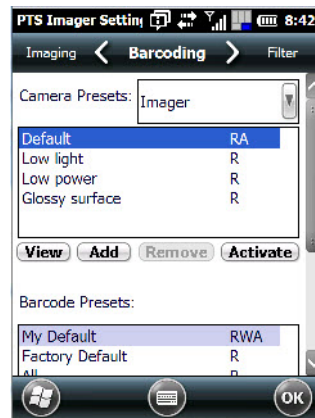 PTS Imager Settin 8:42
Imaging Barcoding Filter
Camera Presets: Imager
Default RA
Low light R
Low power R
Glossy surface R
View Add Remove Activate
Barcode Presets:
My Default RWA
Factory Default R
All R
OK